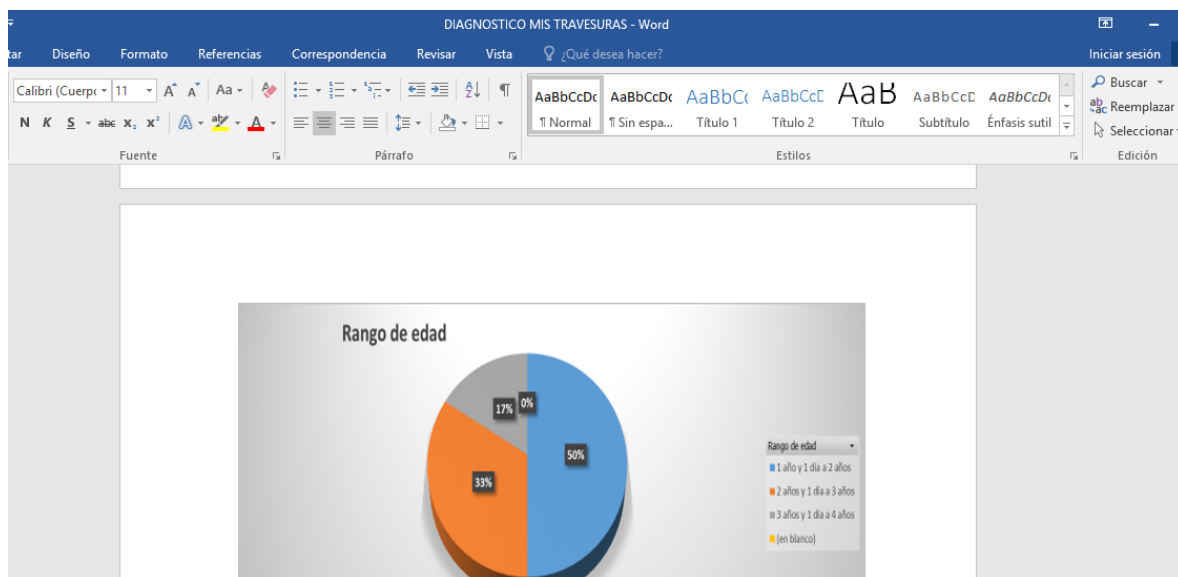 DIAGNOSTICO MIS TRAVESURAS - Word
tar Diseño Formato Referencias Correspondencia Revisar Vista ¿Qué desea hacer? Iniciar sesión
Calibri (Cuerpo 11 A A Aa
N K S abc x₂ x² A A
AaBbCcDc AaBbCcDc AaBbCc AaBbCcE AaB AaBbCcD AaBbCcDc
¶ Normal ¶ Sin espa... Título 1 Título 2 Título Subtítulo Énfasis sutil
Buscar
Reemplazar
Seleccionar
Fuente Párrafo Estilos Edición
Rango de edad
17% 0%
50%
33%
Rango de edad
1 año y 1 día a 2 años
2 años y 1 día a 3 años
3 años y 1 día a 4 años
(en blanco)